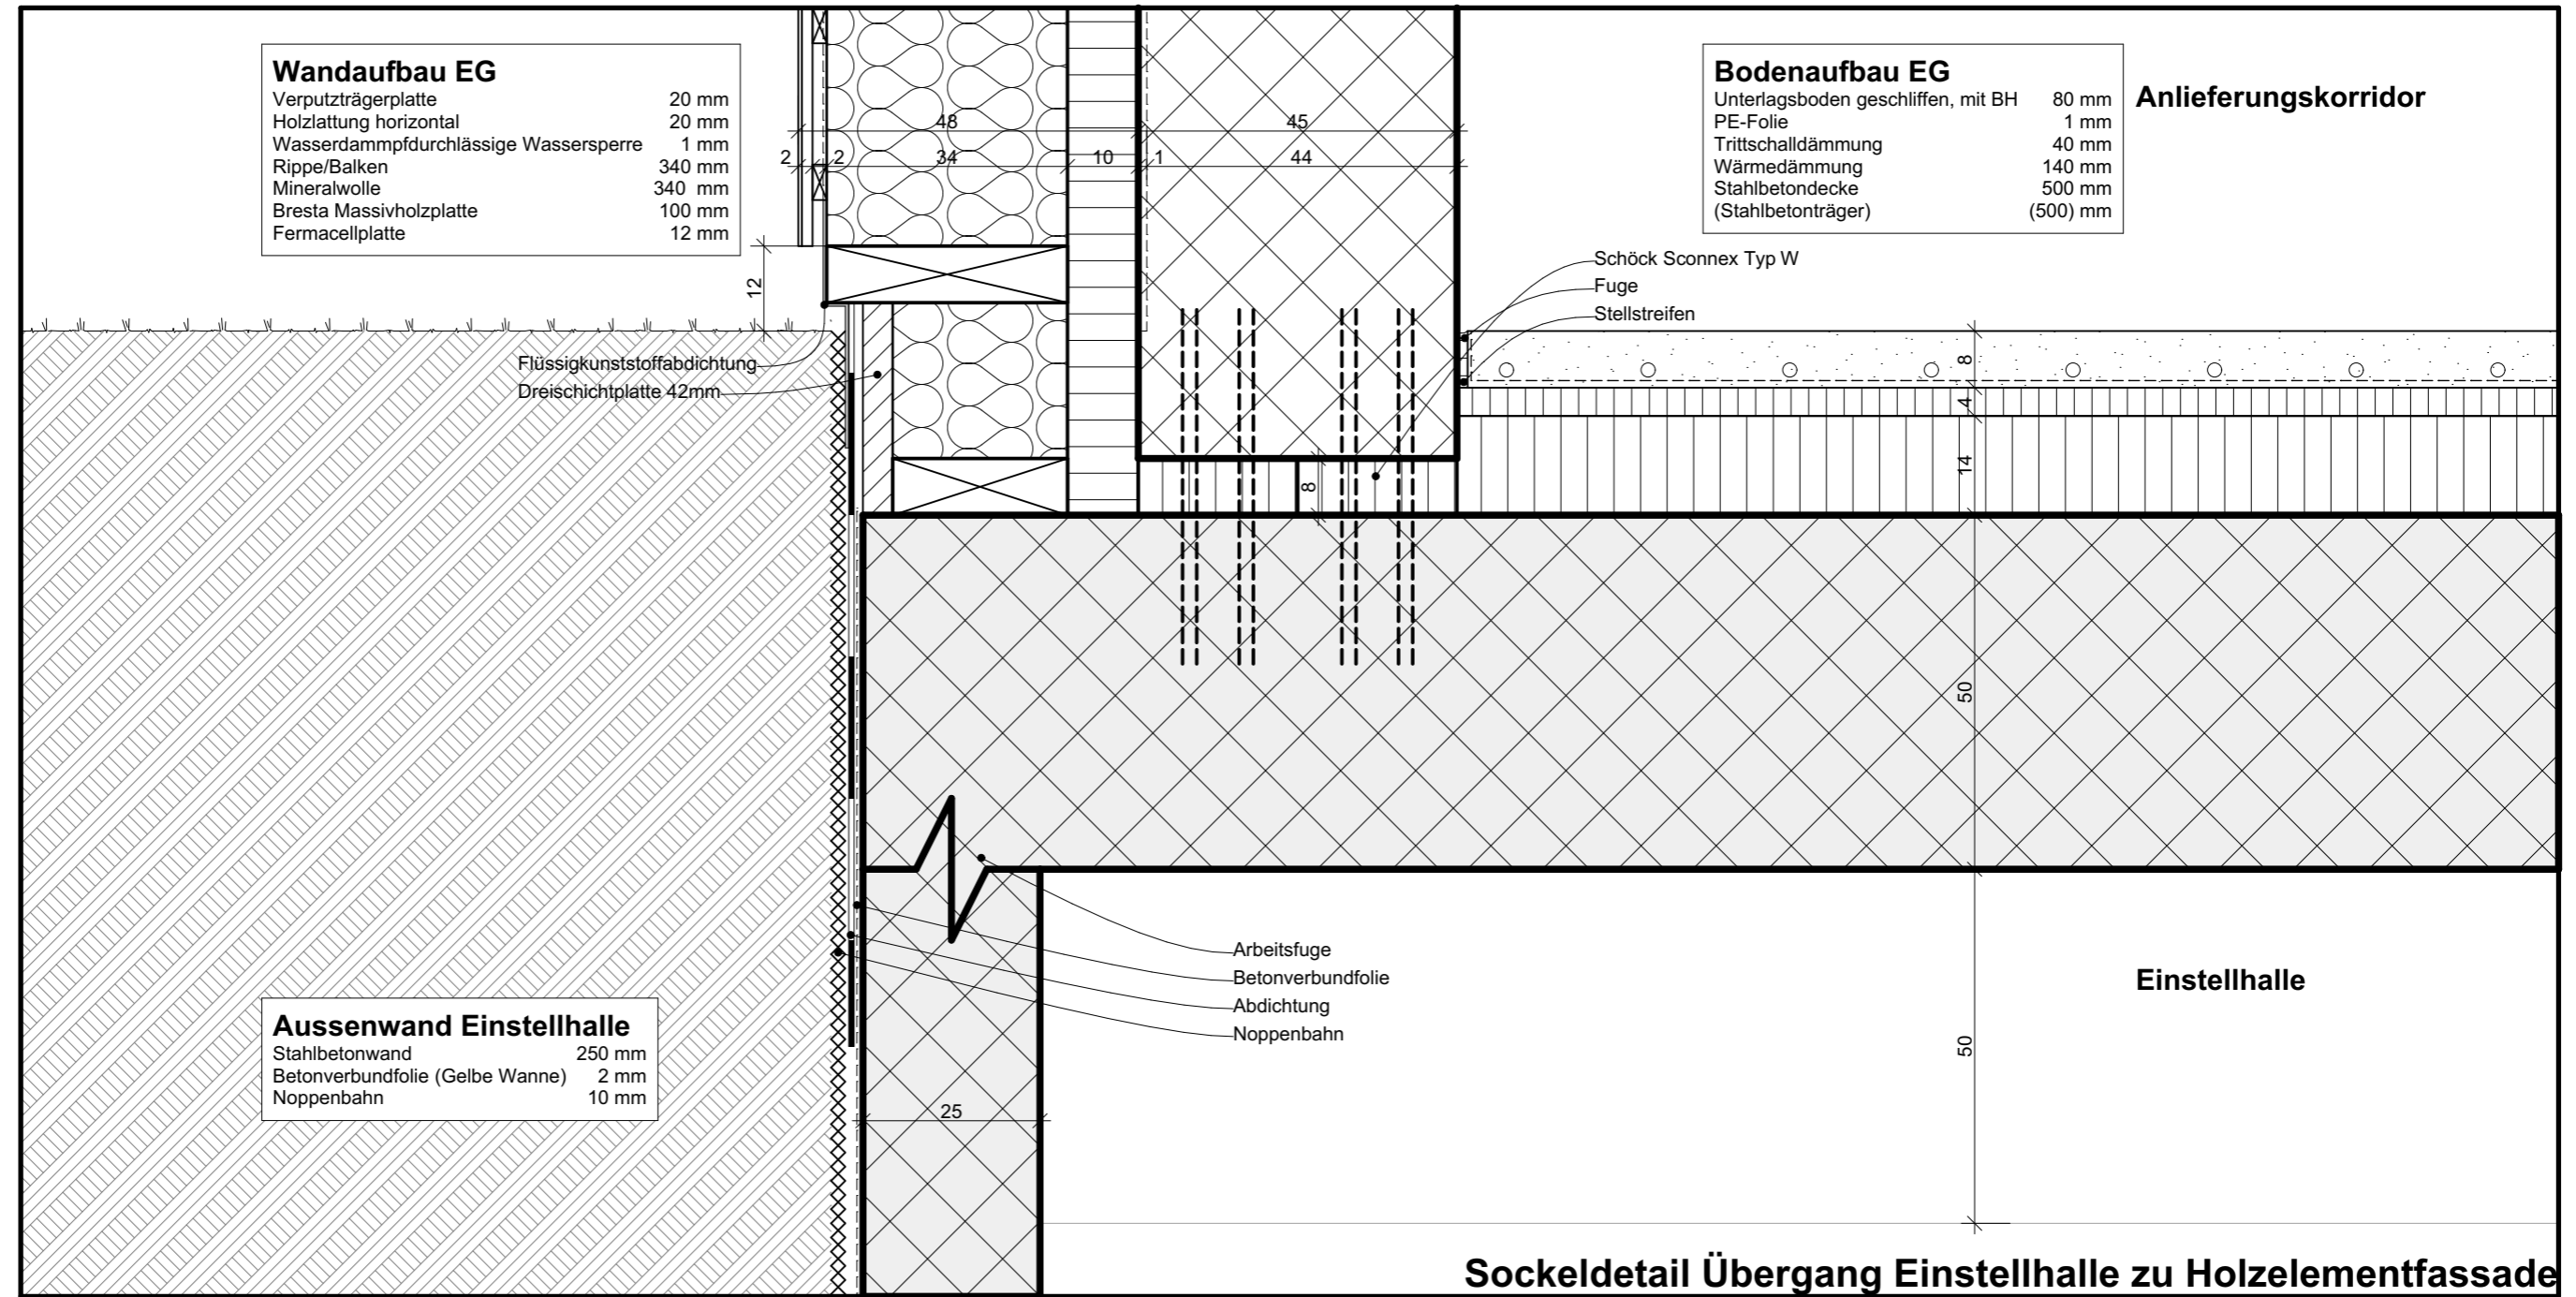 Wandaufbau EG
Verputzträgerplatte 20 mm
Holzlattung horizontal 20 mm
Wasserdammpfdurchlässige Wassersperre 1 mm
Rippe/Balken 340 mm
Mineralwolle 340 mm
Bresta Massivholzplatte 100 mm
Fermacellplatte 12 mm
Bodenaufbau EG
Unterlagsboden geschliffen, mit BH 80 mm
PE-Folie 1 mm
Trittschalldämmung 40 mm
Wärmedämmung 140 mm
Stahlbetondecke 500 mm
(Stahlbetonträger) (500) mm
Anlieferungskorridor
48 45
2 2 34 10 1 44
12
Schöck Sconnex Typ W
Fuge
Stellstreifen
Flüssigkunststoffabdichtung
Dreischichtplatte 42mm
8
4
14
8
50
Arbeitsfuge
Betonverbundfolie
Abdichtung
Noppenbahn
Einstellhalle
50
Aussenwand Einstellhalle
Stahlbetonwand 250 mm
Betonverbundfolie (Gelbe Wanne) 2 mm
Noppenbahn 10 mm
25
Sockeldetail Übergang Einstellhalle zu Holzelementfassade